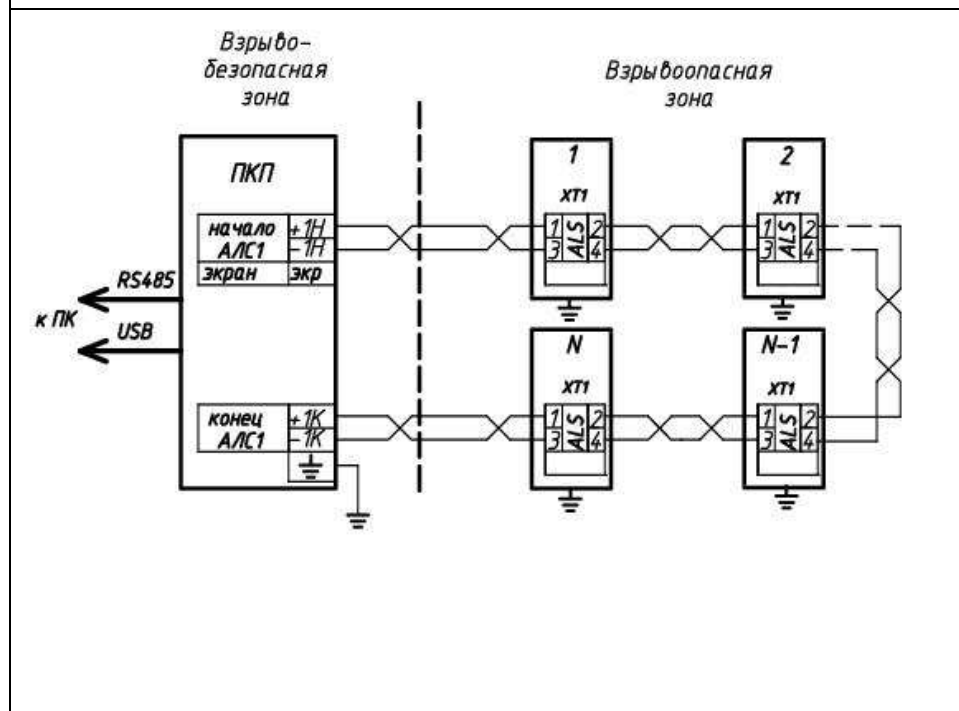 Взрыво-
безопасная
зона
Взрывоопасная
зона
ПКП
начало +1Н
АЛС1 -1Н
экран экр
RS485
к ПК
USB
конец +1К
АЛС1 -1К
1
XT1
1 ALS 2
3 4
2
XT1
1 ALS 2
3 4
N
XT1
1 ALS 2
3 4
N-1
XT1
1 ALS 2
3 4